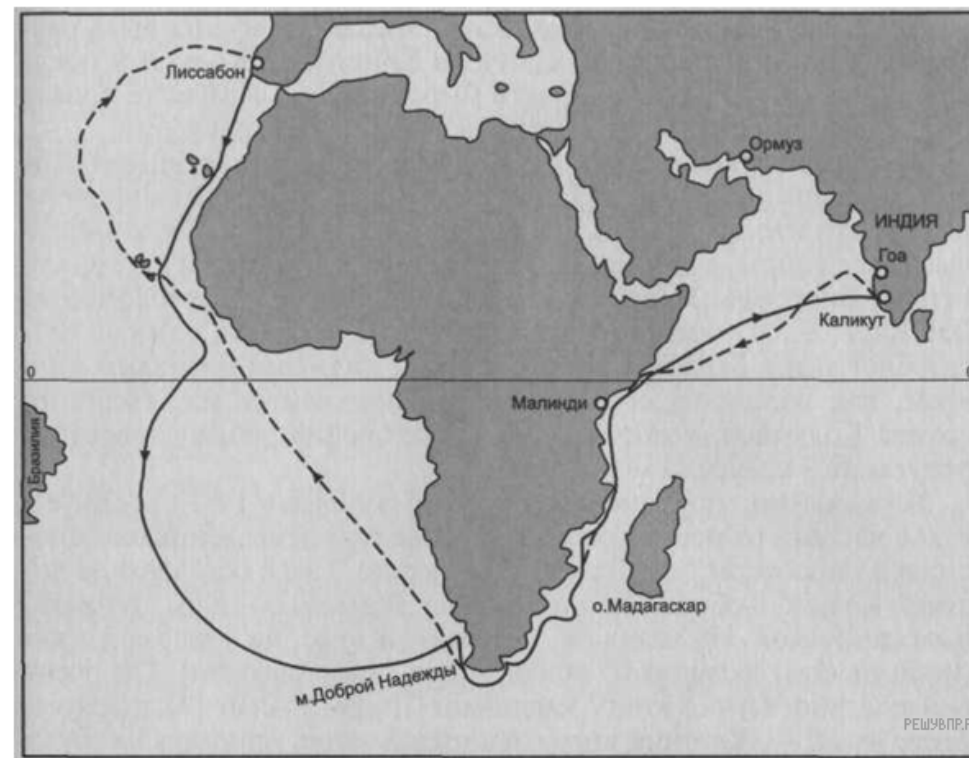 Лиссабон
Ормуз
ИНДИЯ
Гоа
Каликут
0
Малинди
Бразилия
о.Мадагаскар
м.Доброй Надежды
РЕШУВПР.Р